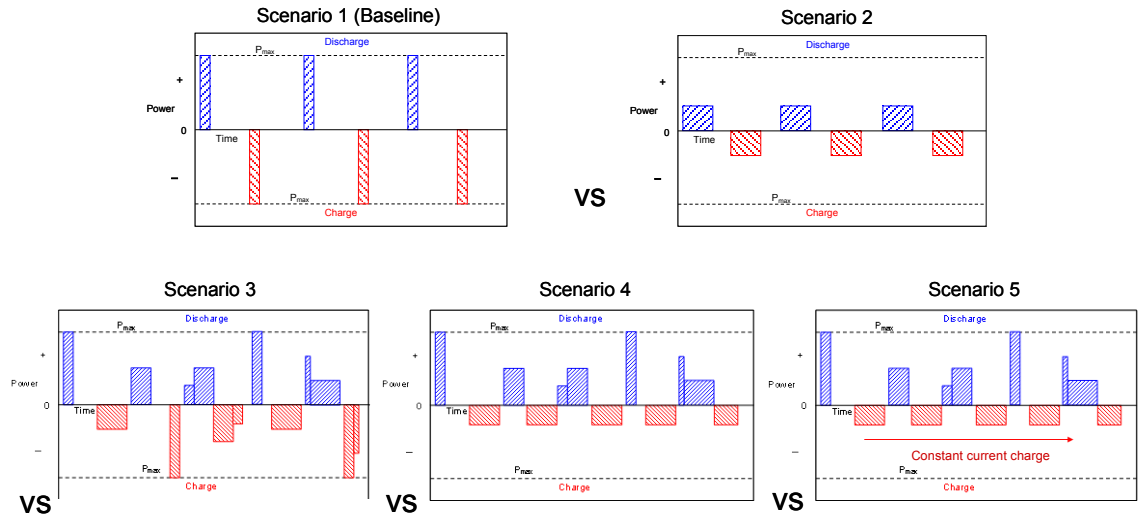 Scenario 1 (Baseline)
Discharge
Pmax
+
Power
0
Time
–
Pmax
Charge
Scenario 2
Discharge
Pmax
+
Power
0
Time
–
Pmax
Charge
VS
Scenario 3
Discharge
Pmax
+
Power
0
Time
–
Pmax
Charge
VS
Scenario 4
Discharge
Pmax
+
Power
0
Time
–
Pmax
Charge
VS
Scenario 5
Discharge
Pmax
+
Power
0
Time
Constant current charge
–
Pmax
Charge
VS